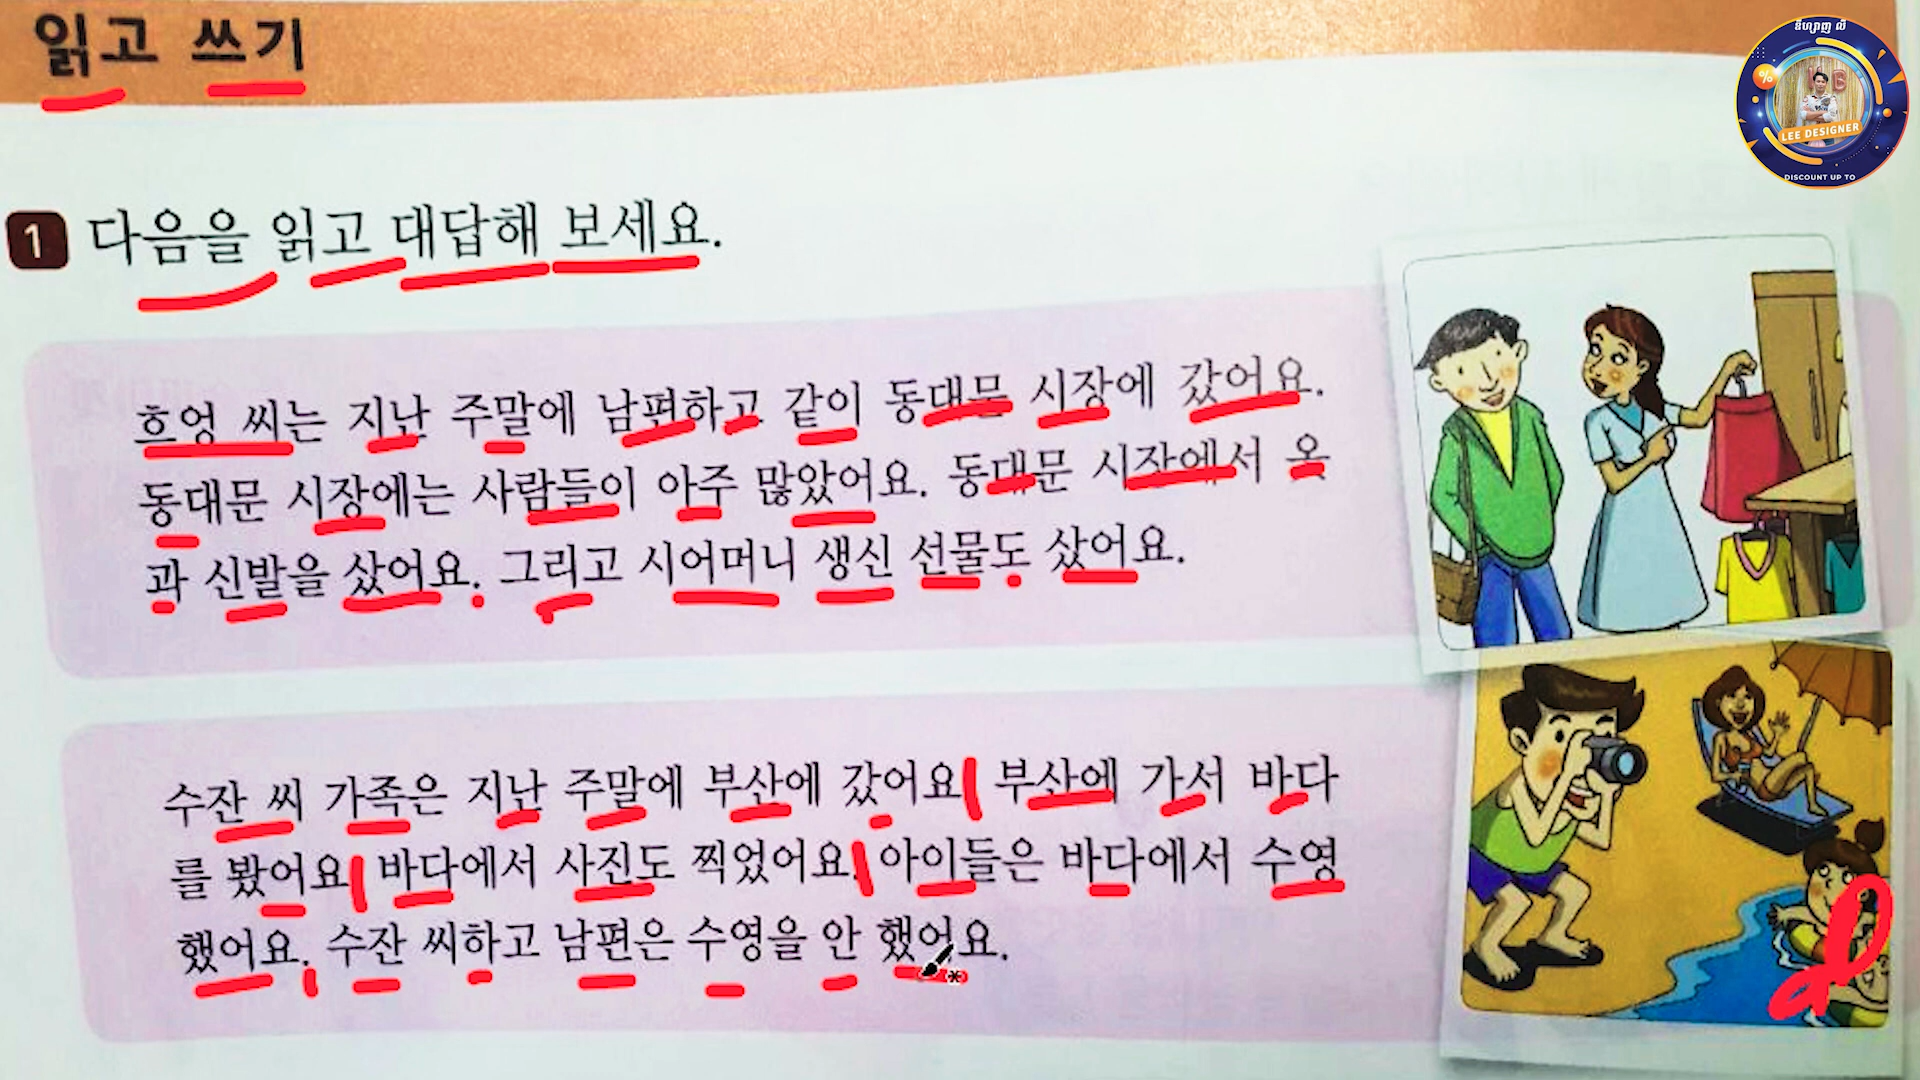 읽고 쓰기
ឌីហ្សាញ លី
%
LEE DESIGNER
DISCOUNT UP TO
1 다음을 읽고 대답해 보세요.
흐엉 씨는 지난 주말에 남편하고 같이 동대문 시장에 갔어요.
동대문 시장에는 사람들이 아주 많았어요. 동대문 시장에서 옷
과 신발을 샀어요. 그리고 시어머니 생신 선물도 샀어요.
수잔 씨 가족은 지난 주말에 부산에 갔어요. 부산에 가서 바다
를 봤어요. 바다에서 사진도 찍었어요. 아이들은 바다에서 수영
했어요. 수잔 씨하고 남편은 수영을 안 했어요.